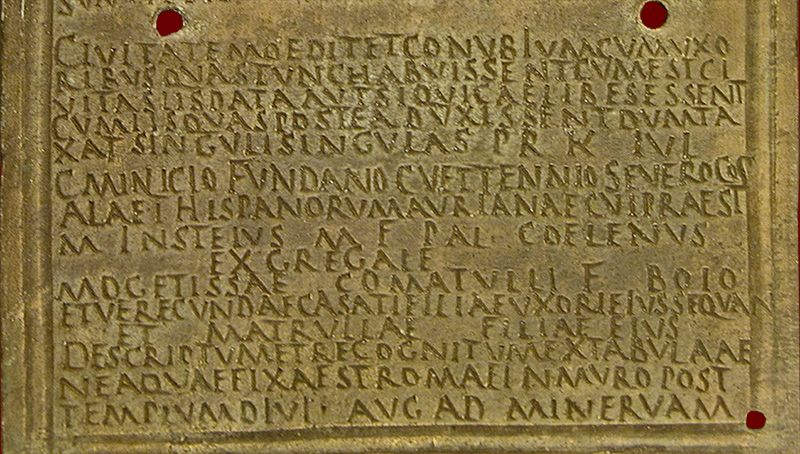 CIVITATEM DEDIT ET CONVBIVM CVM VXO
RIBVS QVAS TVNC HABVISSENT CVM EST CI
VITAS IIS DATA AVT SIQVI CAELIBES ESSENT
CVM IIS QVAS POSTEA DVXISSENT DVMTA
XAT SINGVLI SINGVLAS P R K IVL
C MINICIO FVNDANO C VETTENNIO SEVERO COS
ALAE I HISPANORVM AVRIANAE CVI PRAEST
M INSTEIVS M F PAL COELENVS
EX GREGALE
MOGETISSAE COMATVLLI F BOIO
ET VERECVNDAE CASATI FILIAE VXORI EIVS SEQVAN
ET MATRVLLAE FILIAE EIVS
DESCRIPTVM ET RECOGNITVM EX TABVLA AE
NEA QVAE FIXA EST ROMAE IN MVRO POST
TEMPLVM DIVI · AVG AD MINERVAM